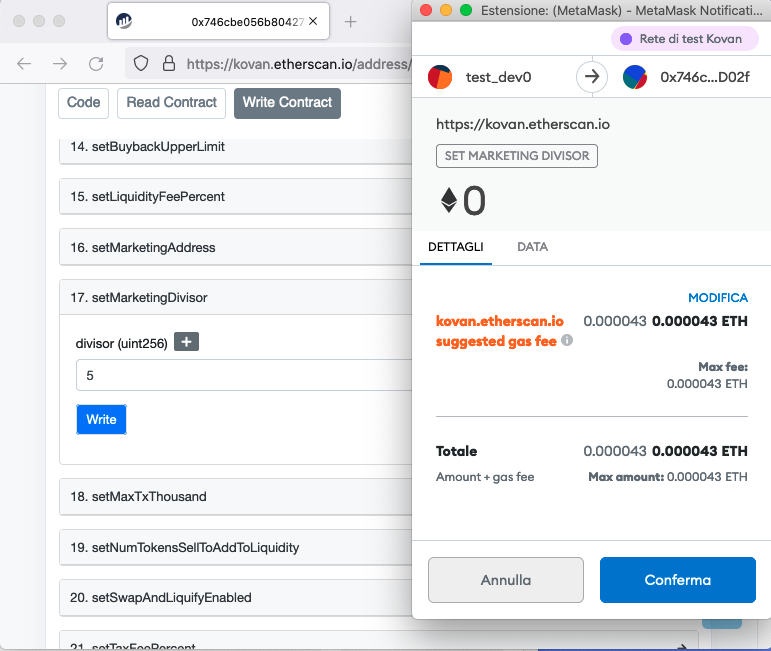 0x746cbe056b80427
https://kovan.etherscan.io/address/
Code
Read Contract
Write Contract
14. setBuybackUpperLimit
15. setLiquidityFeePercent
16. setMarketingAddress
17. setMarketingDivisor
divisor (uint256)
+
5
Write
18. setMaxTxThousand
19. setNumTokensSellToAddToLiquidity
20. setSwapAndLiquifyEnabled
21. setTaxFeePercent
Estensione: (MetaMask) - MetaMask Notificati...
Rete di test Kovan
test_dev0
0x746c...D02f
https://kovan.etherscan.io
SET MARKETING DIVISOR
0
DETTAGLI
DATA
MODIFICA
kovan.etherscan.io 0.000043 0.000043 ETH
suggested gas fee
Max fee:
0.000043 ETH
Totale 0.000043 0.000043 ETH
Amount + gas fee Max amount: 0.000043 ETH
Annulla
Conferma